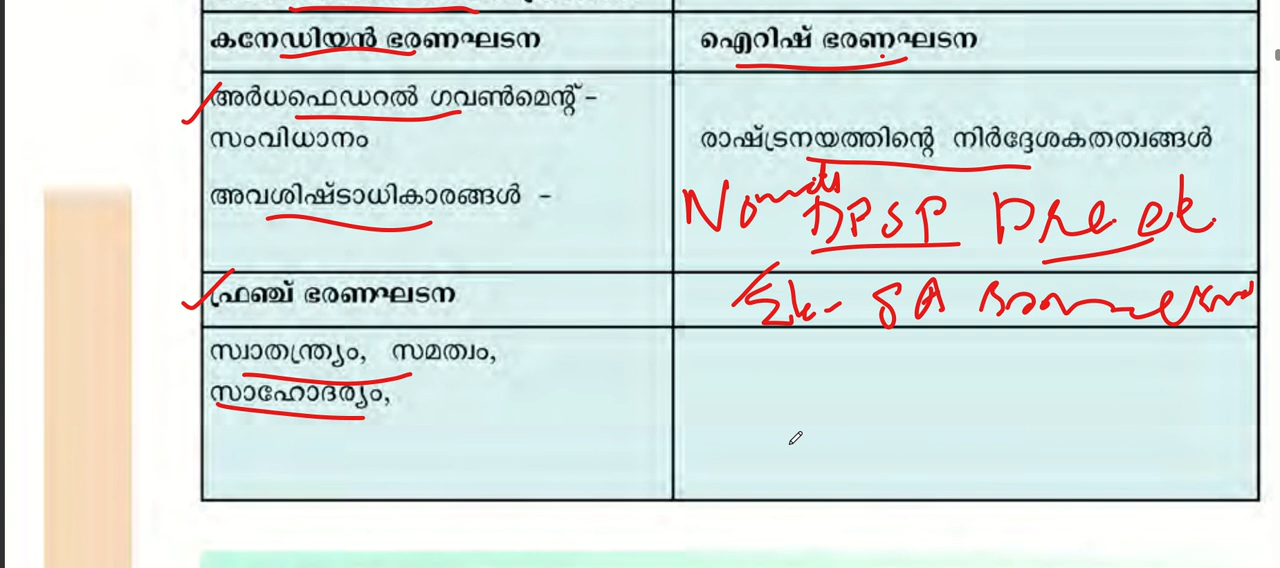 കനേഡിയൻ ഭരണഘടന
ഐറിഷ് ഭരണഘടന
അർധഫെഡറൽ ഗവൺമെന്റ് –
സംവിധാനം
അവശിഷ്ടാധികാരങ്ങൾ –
രാഷ്ട്രനയത്തിന്റെ നിർദ്ദേശകതത്വങ്ങൾ
DPSP
ഫ്രഞ്ച് ഭരണഘടന
സ്വാതന്ത്ര്യം, സമത്വം,
സാഹോദര്യം,